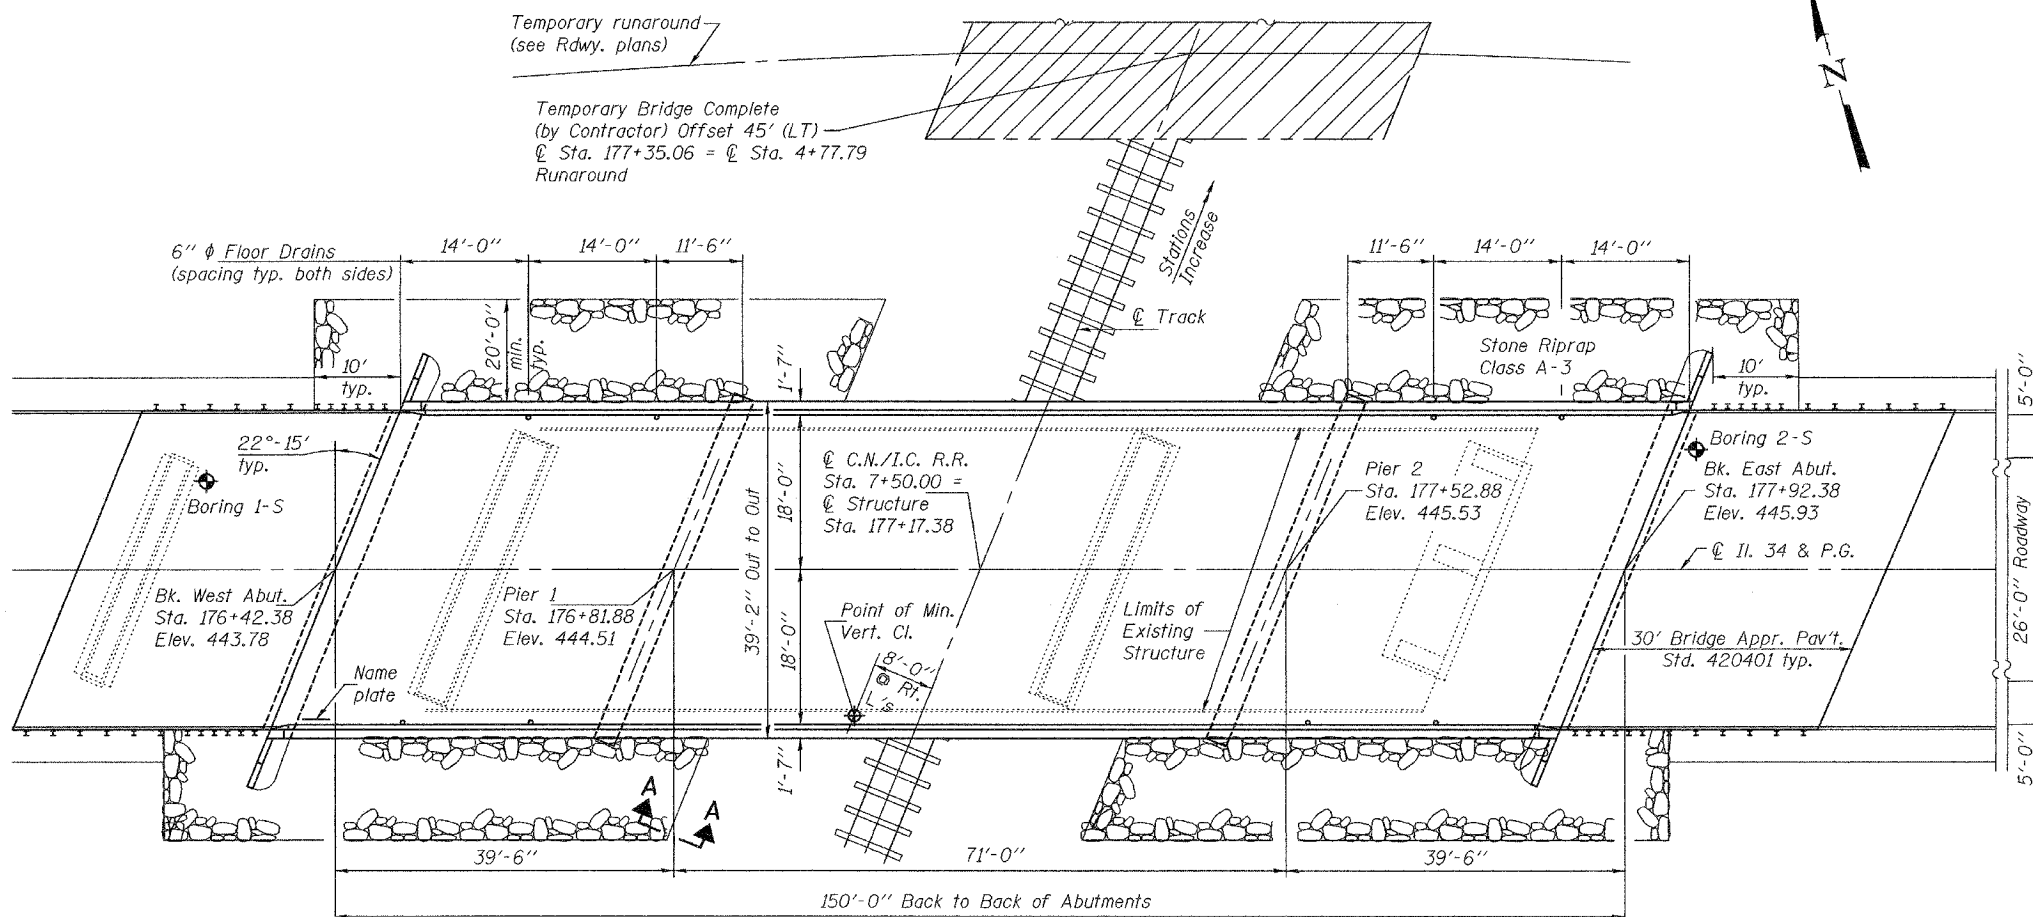 Temporary runaround
(see Rdwy. plans)
N
Temporary Bridge Complete
(by Contractor) Offset 45' (LT)
℄ Sta. 177+35.06 = ℄ Sta. 4+77.79
Runaround
Stations
Increase
6'' ϕ Floor Drains
(spacing typ. both sides)
14'-0''
14'-0''
11'-6''
11'-6''
14'-0''
14'-0''
20'-0''
min.
typ.
℄ Track
Stone Riprap
Class A-3
10'
typ.
1'-7''
10'
typ.
5'-0''
22°-15'
typ.
Boring 1-S
18'-0''
℄ C.N./I.C. R.R.
Sta. 7+50.00 =
℄ Structure
Sta. 177+17.38
Pier 2
Sta. 177+52.88
Elev. 445.53
Boring 2-S
Bk. East Abut.
Sta. 177+92.38
Elev. 445.93
℄ Il. 34 & P.G.
26'-0'' Roadway
39'-2'' Out to Out
Bk. West Abut.
Sta. 176+42.38
Elev. 443.78
Pier 1
Sta. 176+81.88
Elev. 444.51
18'-0''
Point of Min.
Vert. Cl.
8'-0''
@ Rt.
L's
Limits of
Existing
Structure
30' Bridge Appr. Pav't.
Std. 420401 typ.
Name
plate
1'-7''
5'-0''
A
A
39'-6''
71'-0''
39'-6''
150'-0'' Back to Back of Abutments